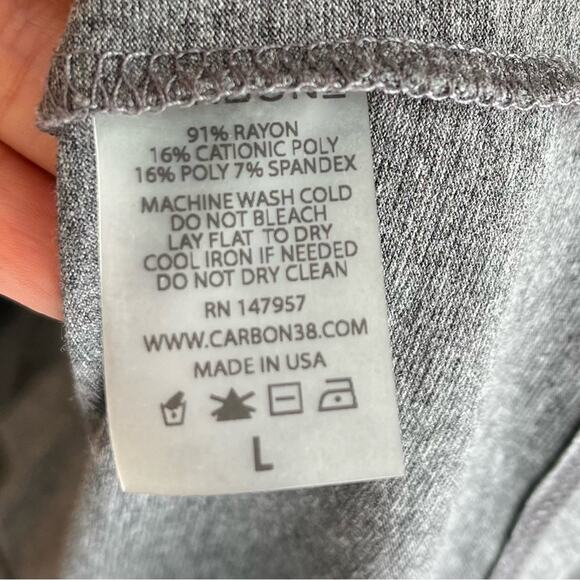 91% RAYON
16% CATIONIC POLY
16% POLY 7% SPANDEX
MACHINE WASH COLD
DO NOT BLEACH
LAY FLAT TO DRY
COOL IRON IF NEEDED
DO NOT DRY CLEAN
RN 147957
WWW.CARBON38.COM
MADE IN USA
L